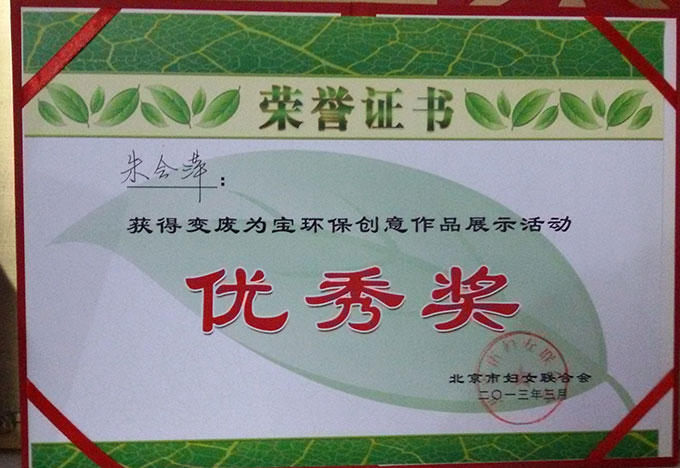 荣誉证书
朱会萍：
获得变废为宝环保创意作品展示活动
优秀奖
北京市妇女联合会
二〇一三年三月